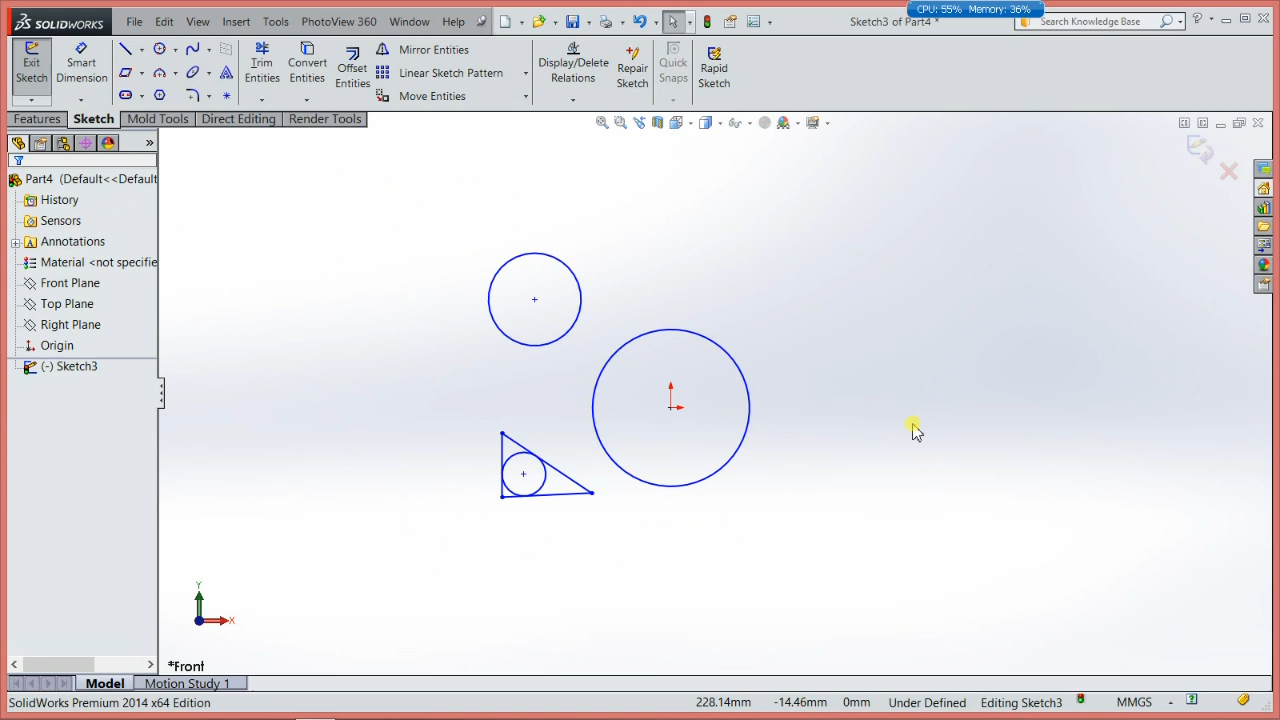 CPU: 55% Memory: 36%
SOLIDWORKS File Edit View Insert Tools PhotoView 360 Window Help Sketch3 of Part4 * Search Knowledge Base
Exit Sketch
Smart Dimension
Trim Entities
Convert Entities
Offset Entities
Mirror Entities
Linear Sketch Pattern
Move Entities
Display/Delete Relations
Repair Sketch
Quick Snaps
Rapid Sketch
Features Sketch Mold Tools Direct Editing Render Tools
Part4 (Default<<Default
History
Sensors
Annotations
Material <not specifie
Front Plane
Top Plane
Right Plane
Origin
(-) Sketch3
Y
X
*Front
Model Motion Study 1
SolidWorks Premium 2014 x64 Edition 228.14mm -14.46mm 0mm Under Defined Editing Sketch3 MMGS